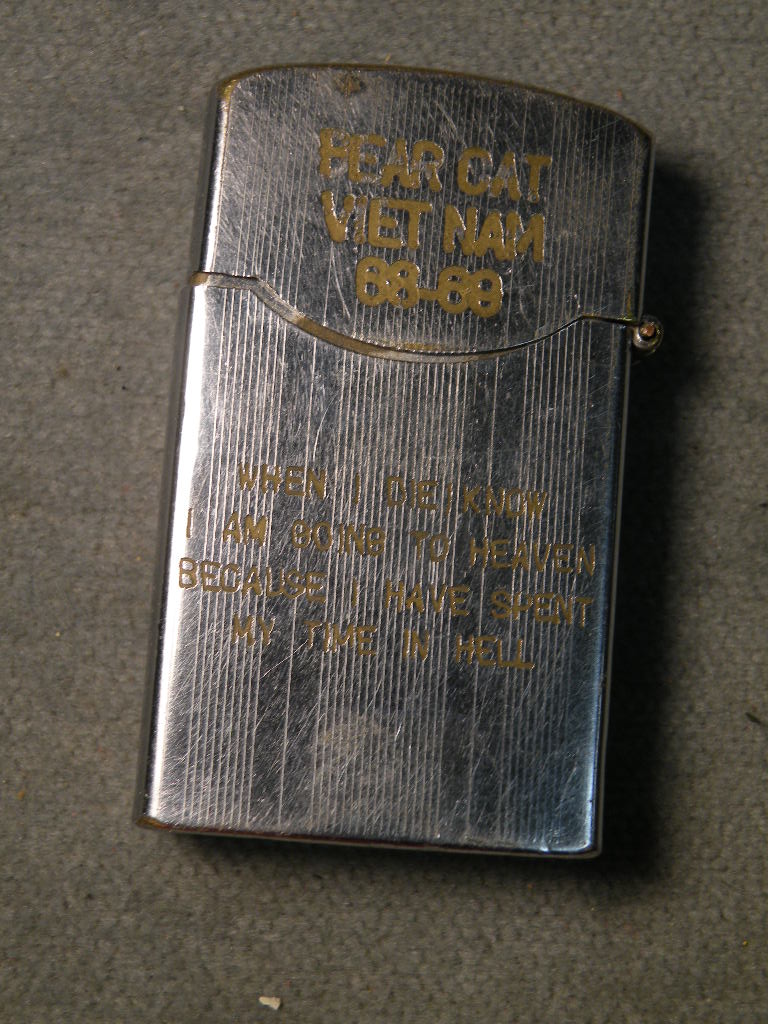 BEAR CAT
VIET NAM
68-69
WHEN I DIE I KNOW
I AM GOING TO HEAVEN
BECAUSE I HAVE SPENT
MY TIME IN HELL